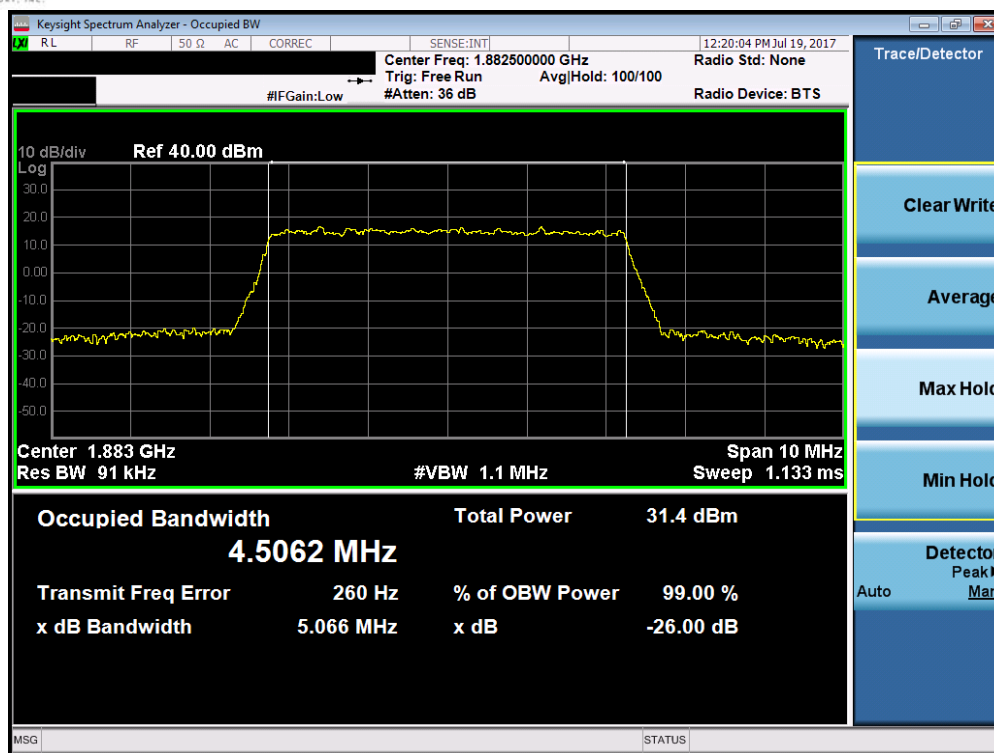 Keysight Spectrum Analyzer - Occupied BW
LXI RL RF 50 Ω AC CORREC SENSE:INT 12:20:04 PM Jul 19, 2017
Center Freq: 1.882500000 GHz Radio Std: None
Trig: Free Run Avg|Hold: 100/100
#IFGain:Low #Atten: 36 dB Radio Device: BTS
Trace/Detector
10 dB/div Ref 40.00 dBm
Log
30.0
20.0
10.0
0.00
-10.0
-20.0
-30.0
-40.0
-50.0
Center 1.883 GHz Span 10 MHz
Res BW 91 kHz #VBW 1.1 MHz Sweep 1.133 ms
Occupied Bandwidth Total Power 31.4 dBm
4.5062 MHz
Transmit Freq Error 260 Hz % of OBW Power 99.00 %
x dB Bandwidth 5.066 MHz x dB -26.00 dB
Clear Write
Average
Max Hold
Min Hold
Detector
Peak
Auto Man
MSG STATUS